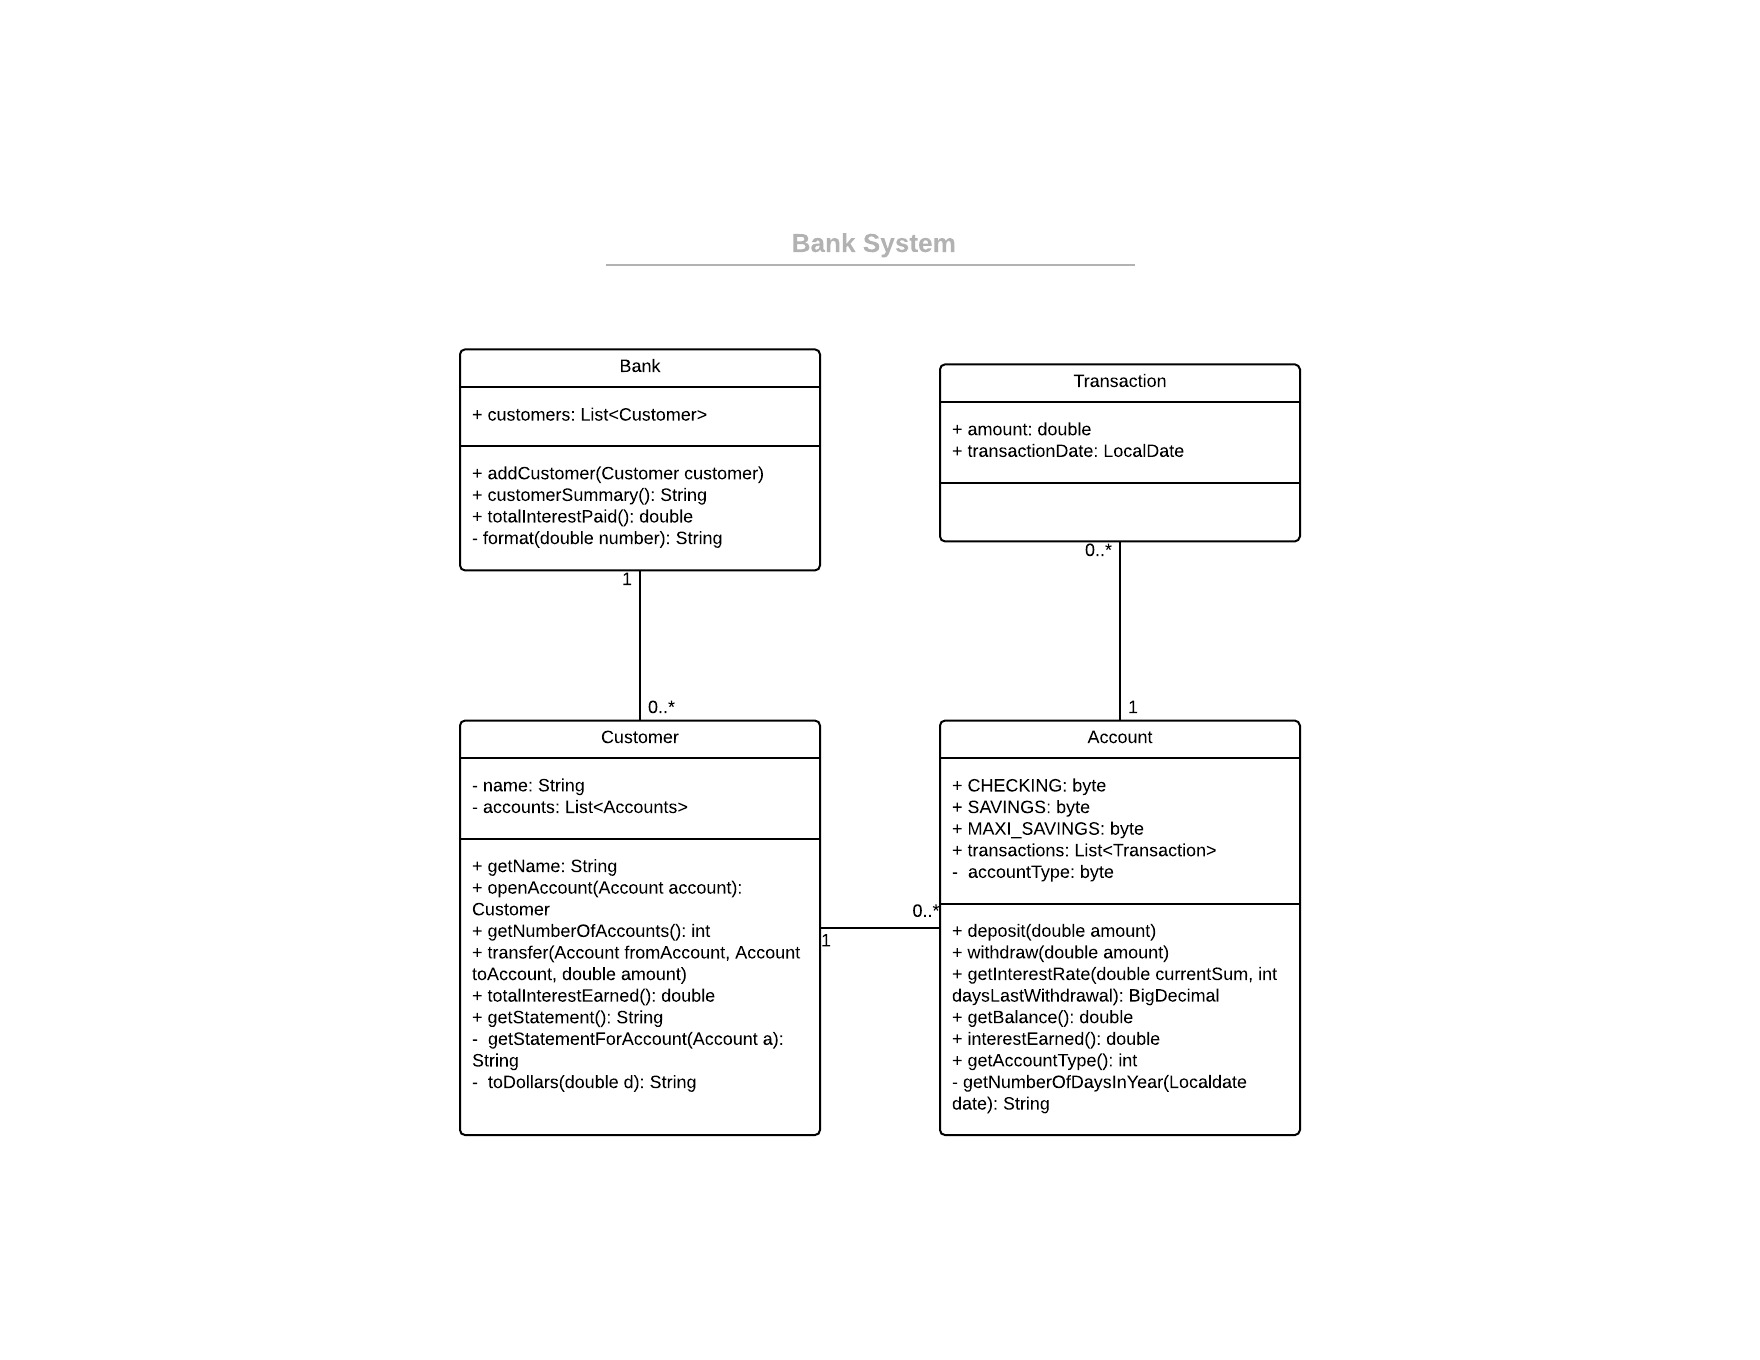 Bank System
Bank
+ customers: List<Customer>
+ addCustomer(Customer customer)
+ customerSummary(): String
+ totalInterestPaid(): double
- format(double number): String
1
0..*
Transaction
+ amount: double
+ transactionDate: LocalDate
0..*
1
Customer
- name: String
- accounts: List<Accounts>
+ getName: String
+ openAccount(Account account):
Customer
+ getNumberOfAccounts(): int
+ transfer(Account fromAccount, Account
toAccount, double amount)
+ totalInterestEarned(): double
+ getStatement(): String
- getStatementForAccount(Account a):
String
- toDollars(double d): String
1
0..*
Account
+ CHECKING: byte
+ SAVINGS: byte
+ MAXI_SAVINGS: byte
+ transactions: List<Transaction>
- accountType: byte
+ deposit(double amount)
+ withdraw(double amount)
+ getInterestRate(double currentSum, int
daysLastWithdrawal): BigDecimal
+ getBalance(): double
+ interestEarned(): double
+ getAccountType(): int
- getNumberOfDaysInYear(Localdate
date): String